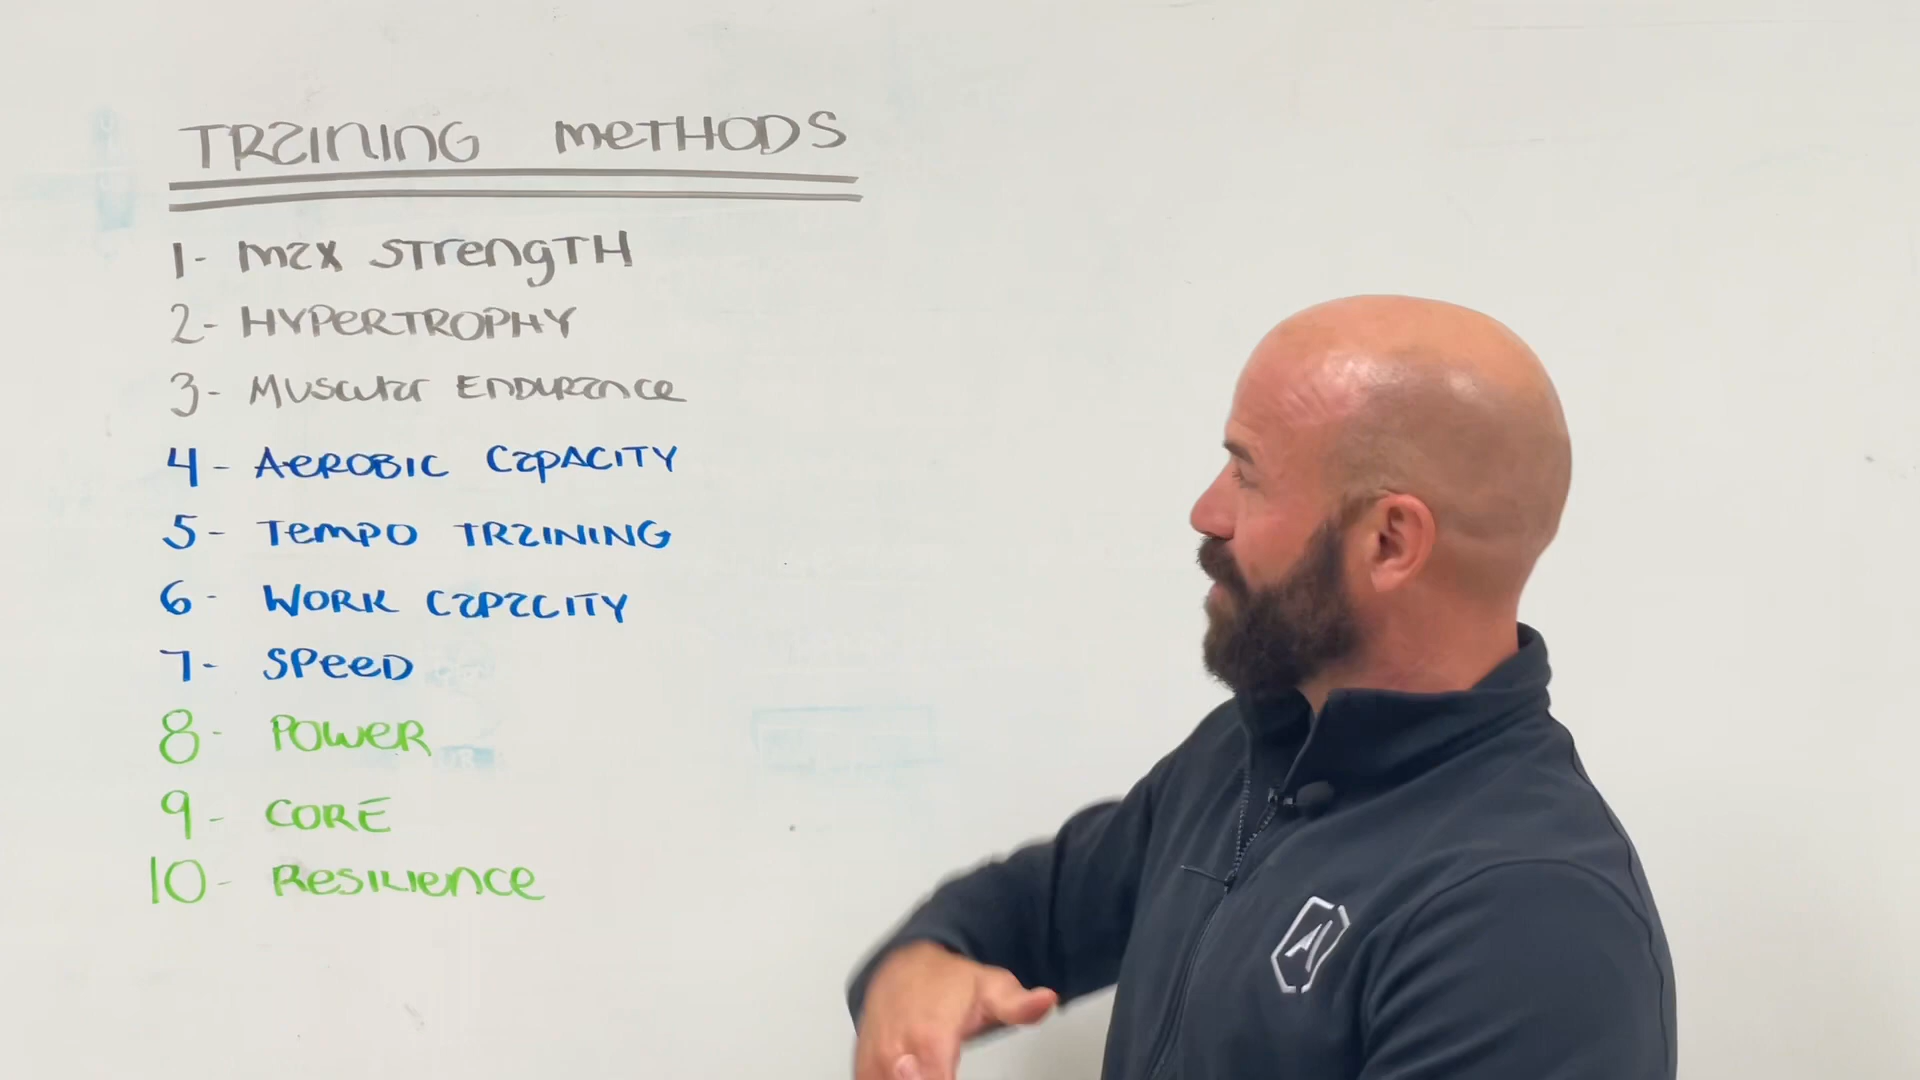 TRaINING METHODS
1- Max STrengTH
2- HYPeRTROPHY
3- Muscular ENDURance
4- AeROBIC CapACITY
5- Tempo TRaINING
6- WORK CaPaCITY
7- SPeeD
8- POWeR
9- CORE
10- ResILIence